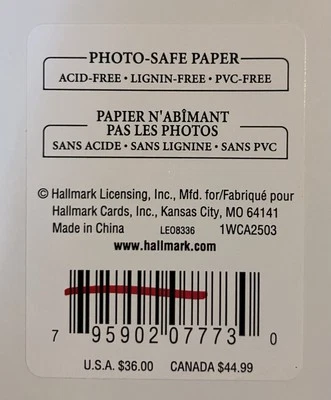 PHOTO-SAFE PAPER
ACID-FREE • LIGNIN-FREE • PVC-FREE
PAPIER N'ABÎMANT
PAS LES PHOTOS
SANS ACIDE • SANS LIGNINE • SANS PVC
© Hallmark Licensing, Inc., Mfd. for/Fabriqué pour
Hallmark Cards, Inc., Kansas City, MO 64141
Made in China LEO8336 1WCA2503
www.hallmark.com
7 95902 07773 0
U.S.A. $36.00 CANADA $44.99